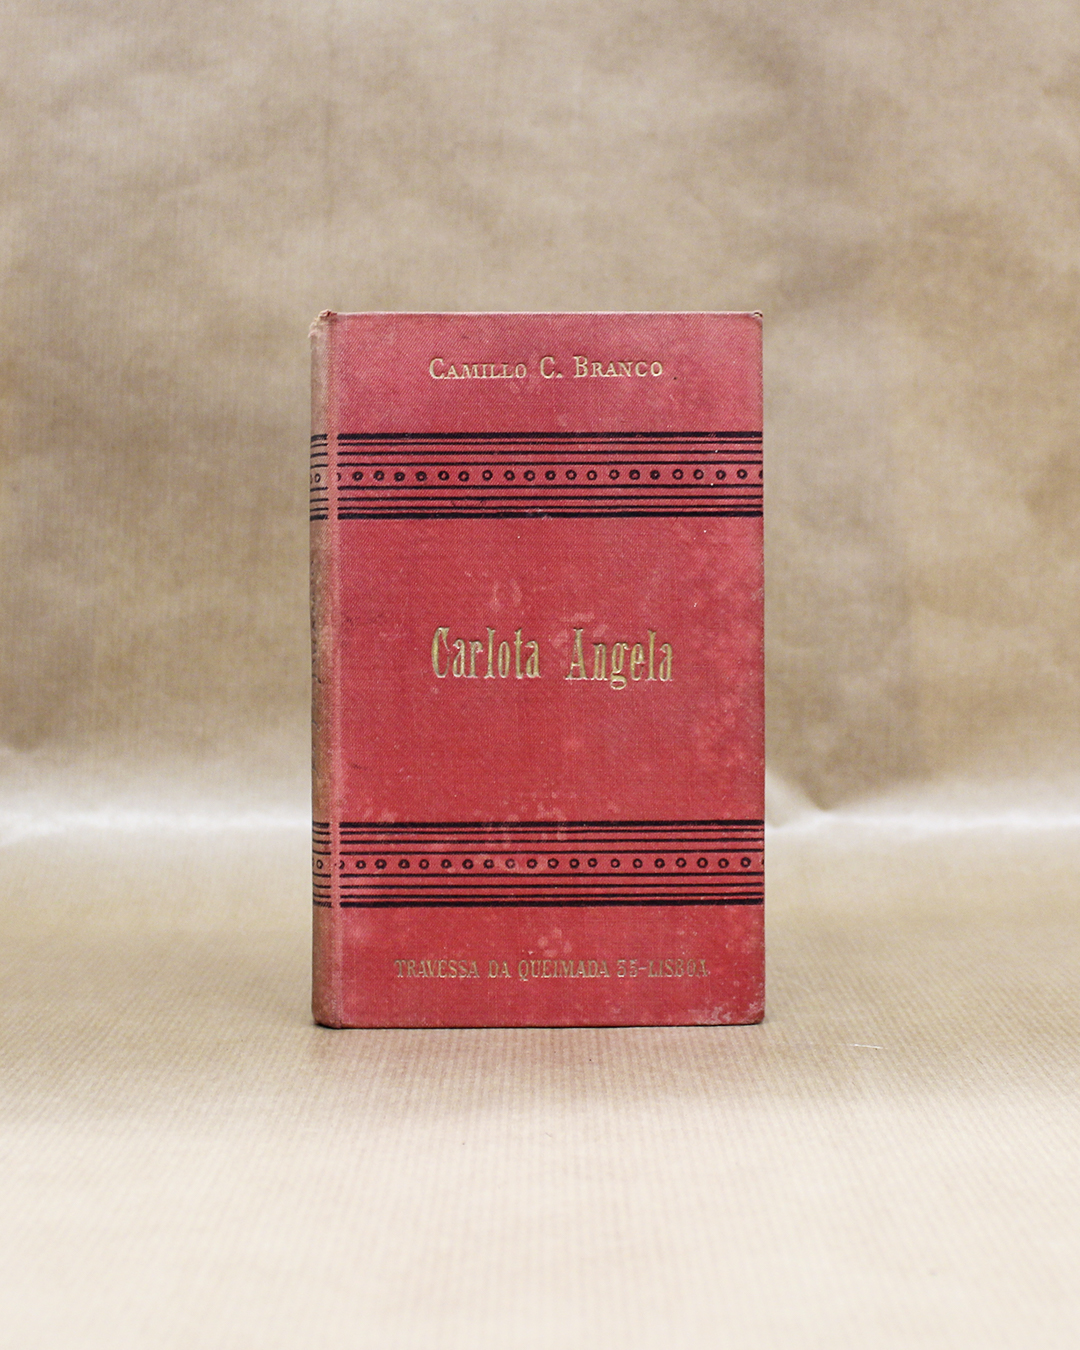 CAMILLO C. BRANCO
Carlota Angela
TRAVESSA DA QUEIMADA 35-LISBOA